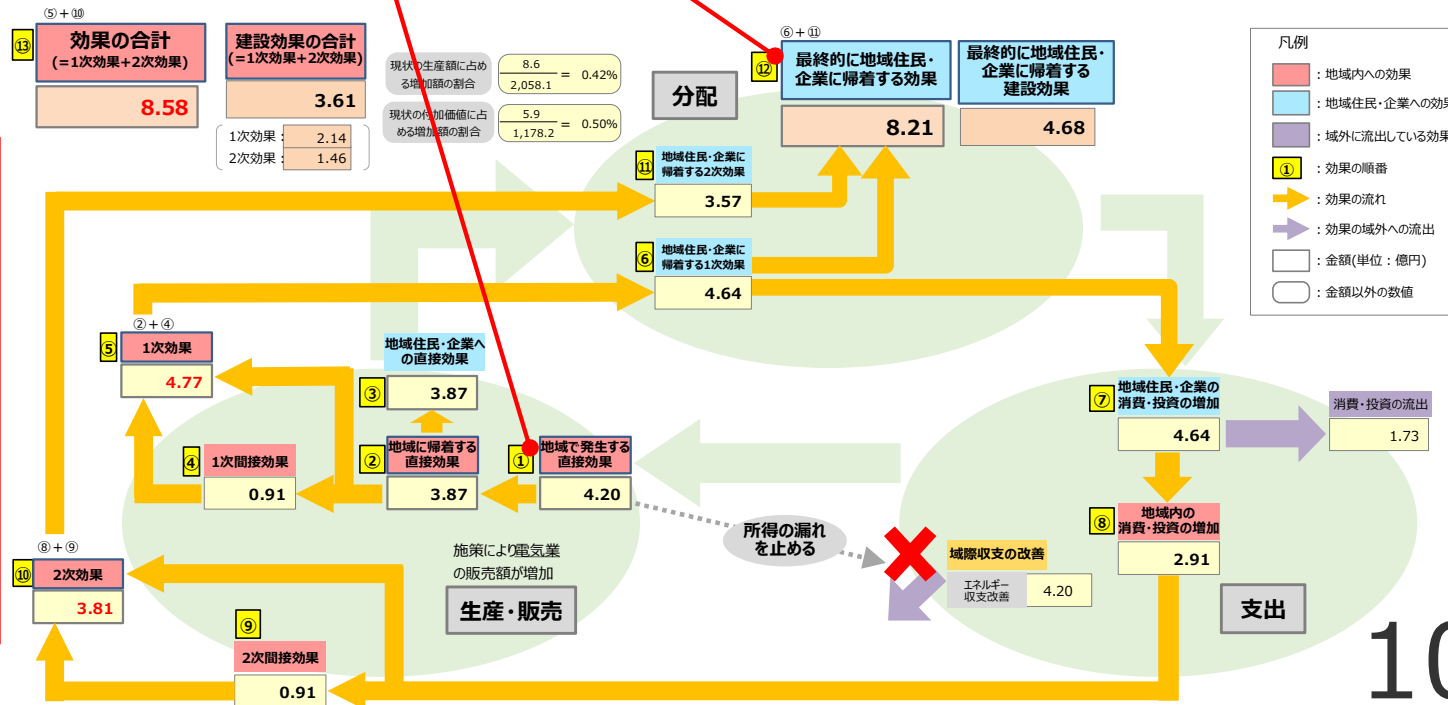 ⑤+⑩
⑬
効果の合計
(=1次効果+2次効果)
8.58
建設効果の合計
(=1次効果+2次効果)
3.61
1次効果： 2.14
2次効果： 1.46
現状の生産額に占め
る増加額の割合
8.6
2,058.1
= 0.42%
現状の付加価値に占
める増加額の割合
5.9
1,178.2
= 0.50%
分配
⑥+⑪
⑫
最終的に地域住民・
企業に帰着する効果
8.21
最終的に地域住民・
企業に帰着する
建設効果
4.68
凡例
：地域内への効果
：地域住民・企業への効果
：域外に流出している効果
① ：効果の順番
：効果の流れ
：効果の域外への流出
：金額(単位：億円)
：金額以外の数値
⑪
地域住民・企業に
帰着する2次効果
3.57
⑥
地域住民・企業に
帰着する1次効果
4.64
②+④
⑤
1次効果
4.77
地域住民・企業へ
の直接効果
③
3.87
④
1次間接効果
0.91
②
地域に帰着する
直接効果
3.87
①
地域で発生する
直接効果
4.20
⑦
地域住民・企業の
消費・投資の増加
4.64
消費・投資の流出
1.73
⑧
地域内の
消費・投資の増加
2.91
所得の漏れ
を止める
域際収支の改善
エネルギー
収支改善
4.20
施策により電気業
の販売額が増加
生産・販売
支出
⑧+⑨
⑩
2次効果
3.81
⑨
2次間接効果
0.91
10